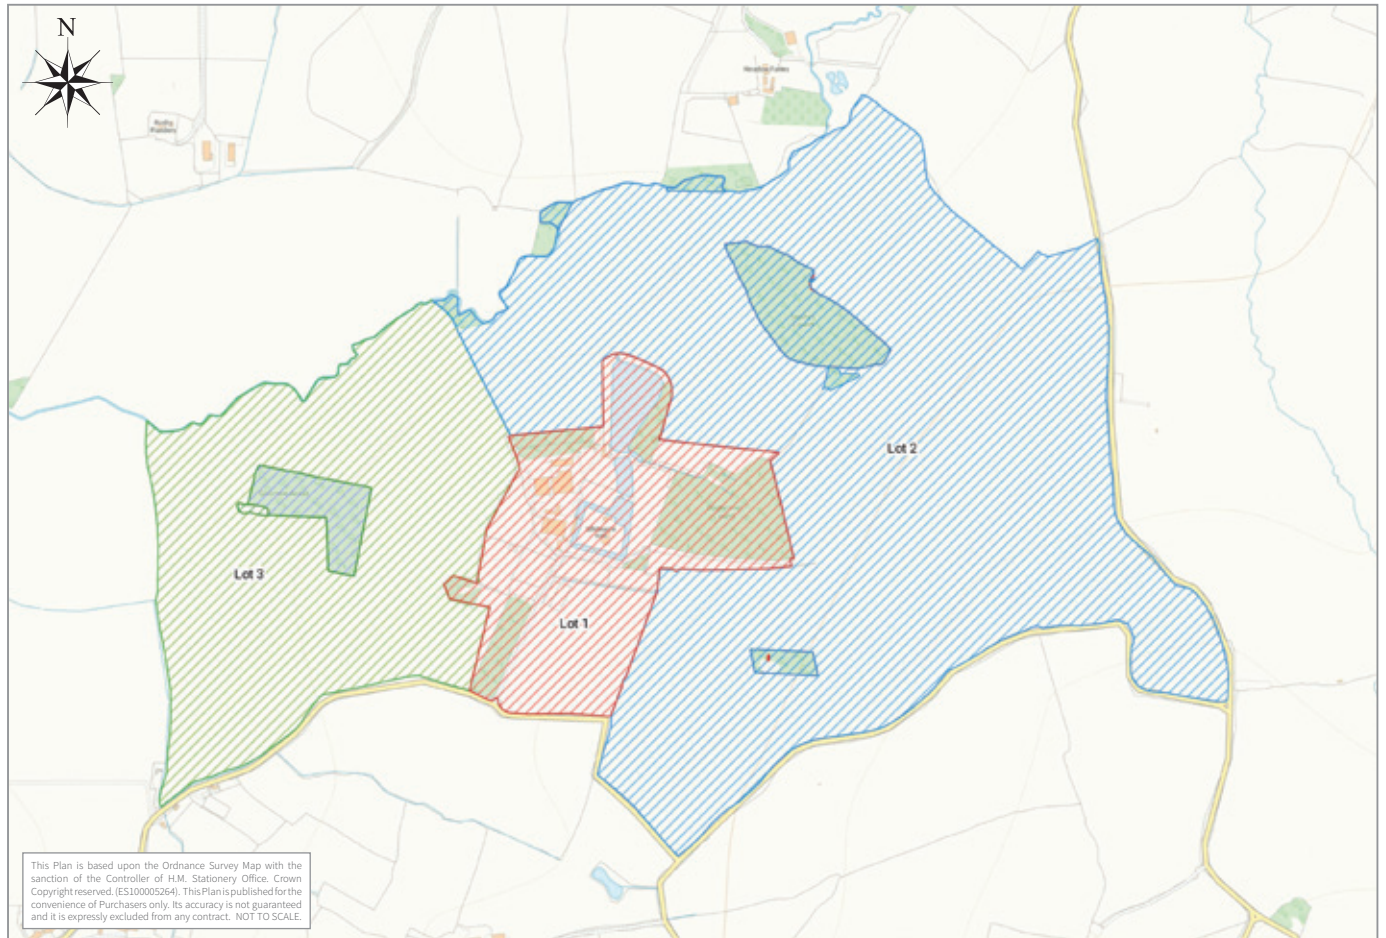 N
Lot 2
Lot 3
Lot 1
This Plan is based upon the Ordnance Survey Map with the
sanction of the Controller of H.M. Stationery Office. Crown
Copyright reserved. (ES100005264). This Plan is published for the
convenience of Purchasers only. Its accuracy is not guaranteed
and it is expressly excluded from any contract. NOT TO SCALE.